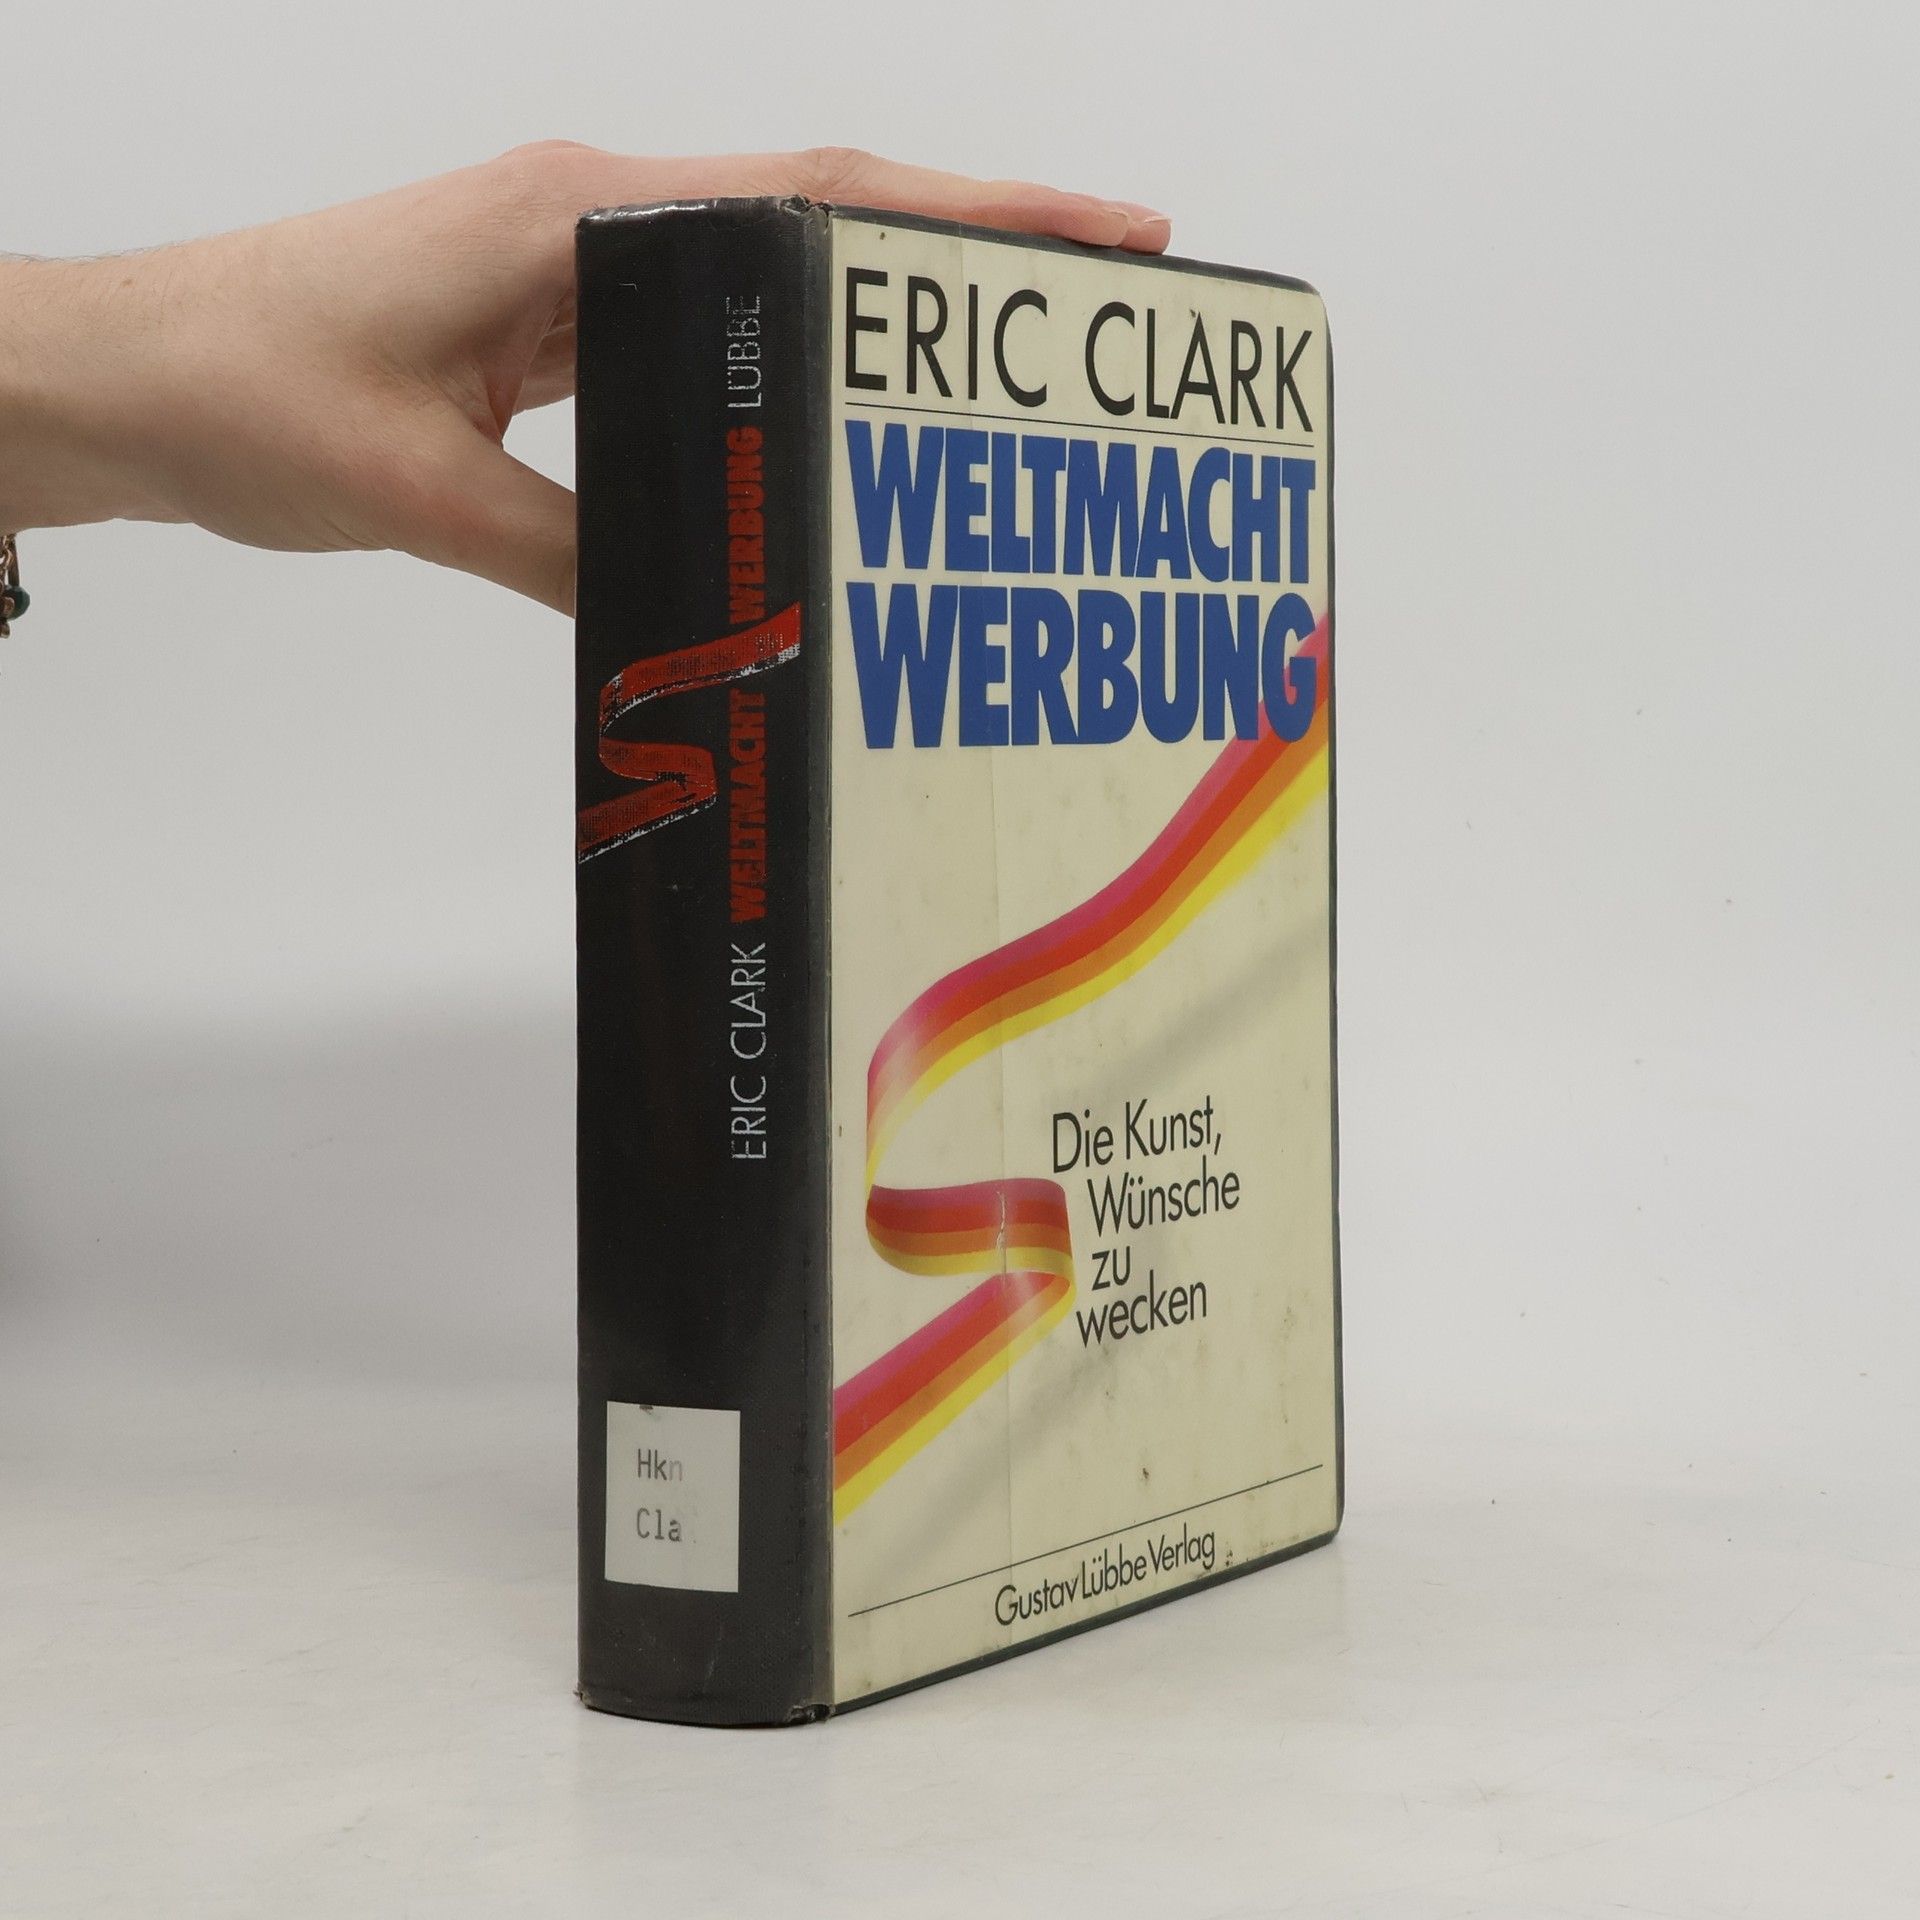 ERIC CLARK WELTMACHT WERBUNG LÜBBE
Hkn
Cla
ERIC CLARK
WELTMACHT
WERBUNG
Die Kunst,
Wünsche
zu
wecken
Gustav Lübbe Verlag